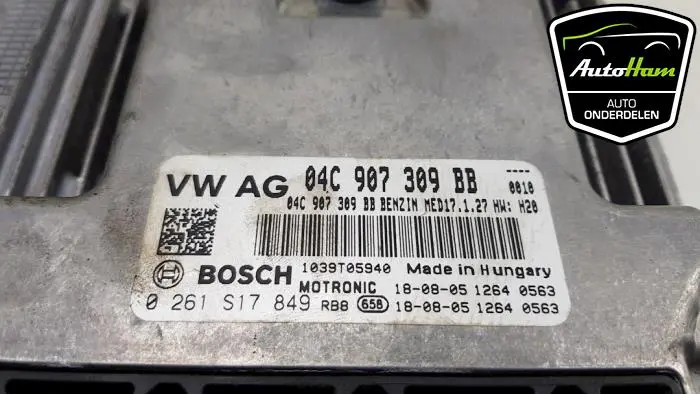 AutoHam
AUTO
ONDERDELEN
VW AG 04C 907 309 BB ----
0010
04C 907 309 BB BENZIN MED17.1.27 HW: H20
BOSCH 1039T05940 Made in Hungary
MOTRONIC 18-08-05 1264 0563
0 261 S17 849 RB8 658 18-08-05 1264 0563